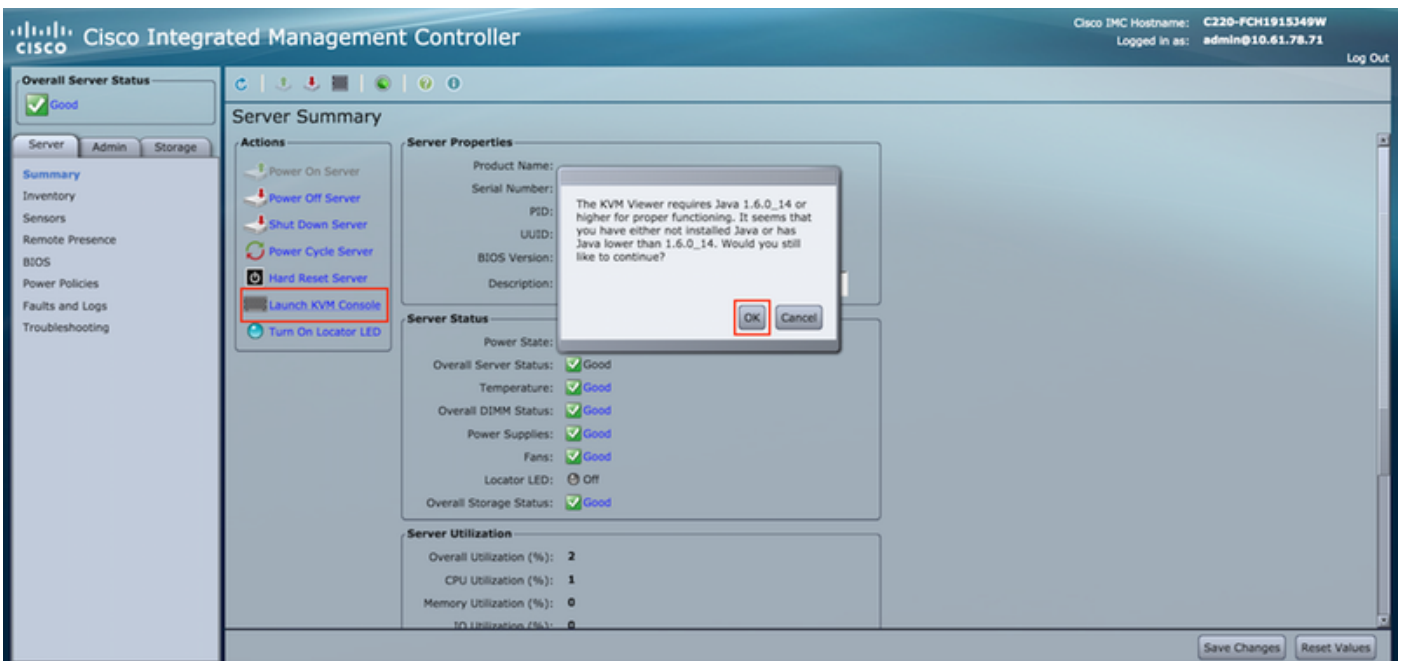 CISCO Cisco Integrated Management Controller
Cisco IMC Hostname: C220-FCH1915J49W
Logged in as: admin@10.61.78.71
Log Out
Overall Server Status
Good
Server Admin Storage
Summary
Inventory
Sensors
Remote Presence
BIOS
Power Policies
Faults and Logs
Troubleshooting
Server Summary
Actions
Power On Server
Power Off Server
Shut Down Server
Power Cycle Server
Hard Reset Server
Launch KVM Console
Turn On Locator LED
Server Properties
Product Name:
Serial Number:
PID:
UUID:
BIOS Version:
Description:
The KVM Viewer requires Java 1.6.0_14 or
higher for proper functioning. It seems that
you have either not installed Java or has
Java lower than 1.6.0_14. Would you still
like to continue?
OK Cancel
Server Status
Power State:
Overall Server Status: Good
Temperature: Good
Overall DIMM Status: Good
Power Supplies: Good
Fans: Good
Locator LED: Off
Overall Storage Status: Good
Server Utilization
Overall Utilization (%): 2
CPU Utilization (%): 1
Memory Utilization (%): 0
IO Utilization (%): 0
Save Changes Reset Values